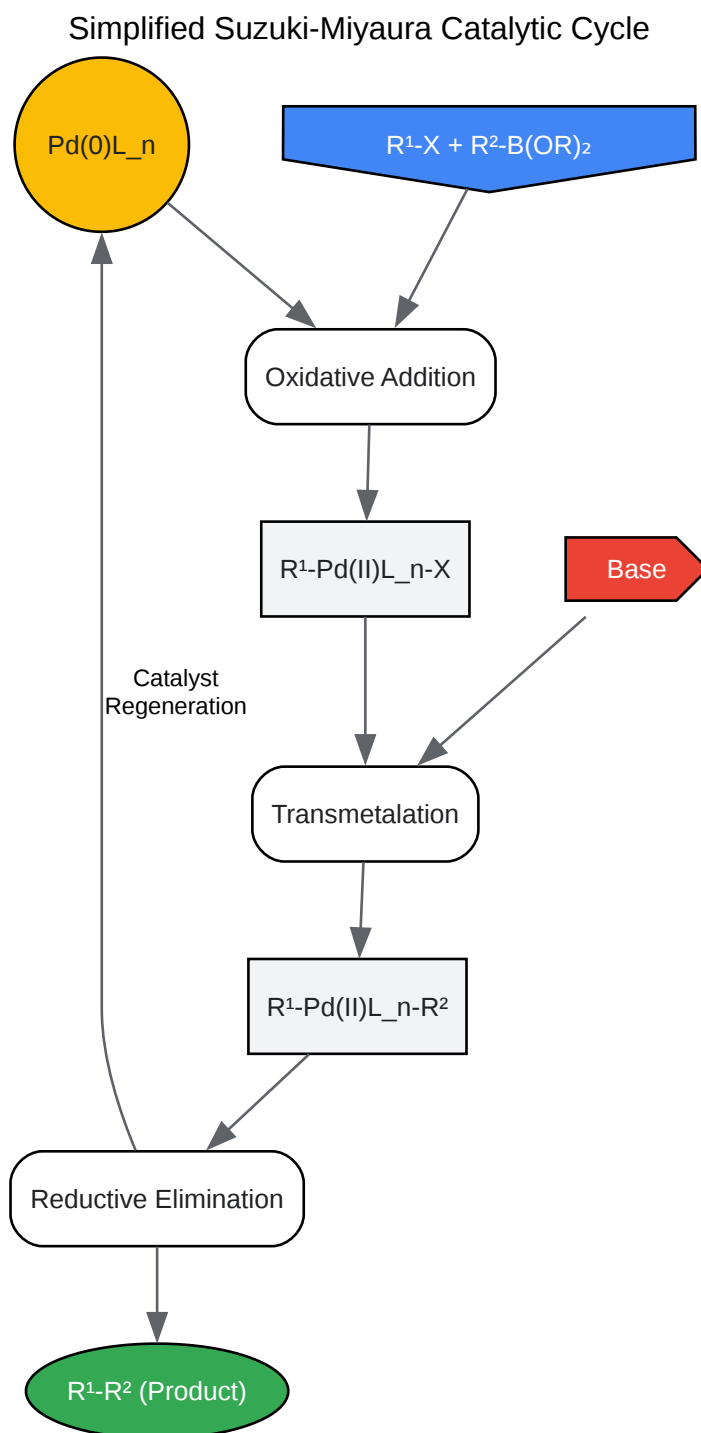 Simplified Suzuki-Miyaura Catalytic Cycle
Pd(0)L_n
R¹-X + R²-B(OR)₂
Oxidative Addition
R¹-Pd(II)L_n-X
Base
Catalyst
Regeneration
Transmetalation
R¹-Pd(II)L_n-R²
Reductive Elimination
R¹-R² (Product)